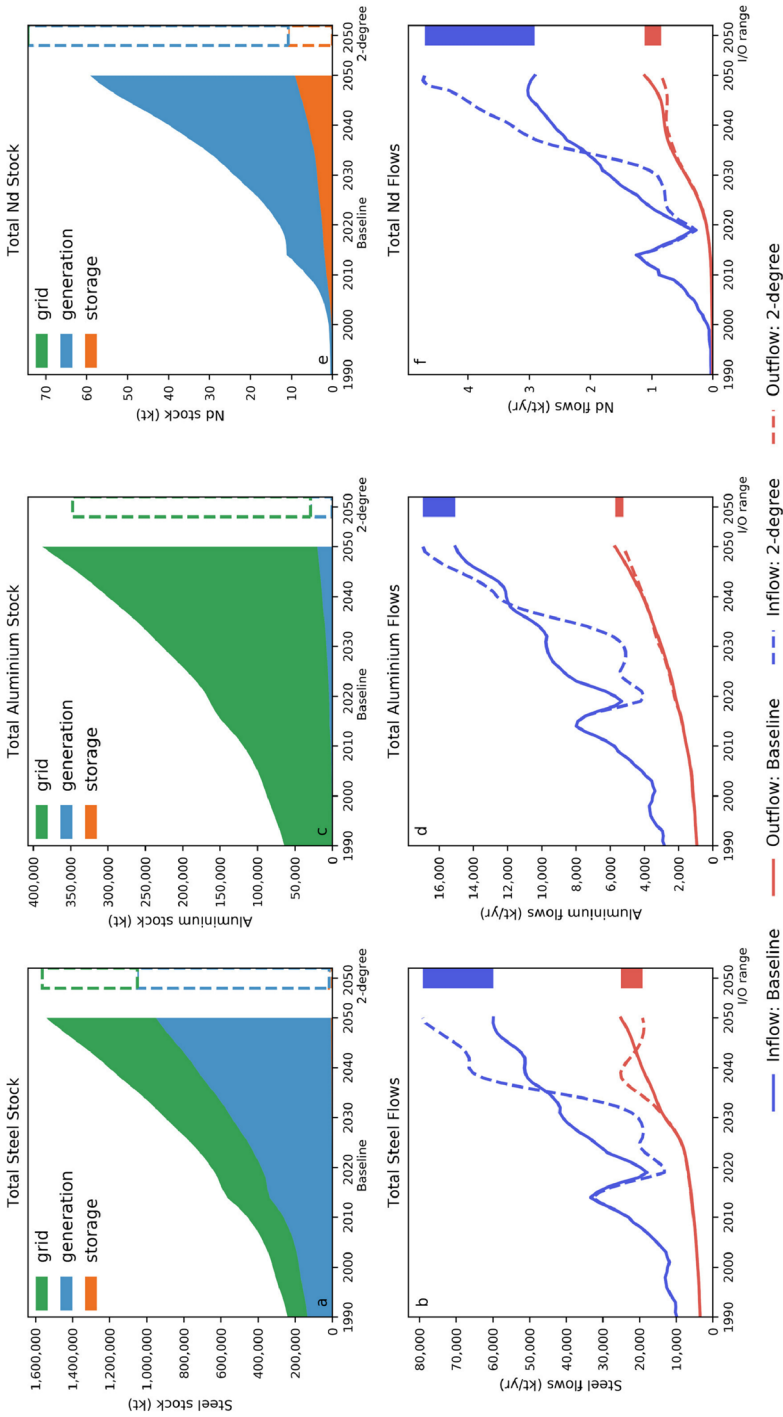 Total Steel Stock
Steel stock (kt)
1,600,000
1,400,000
1,200,000
1,000,000
800,000
600,000
400,000
200,000
0
grid
generation
storage
a
1990
2000
2010
2020
2030
2040
2050
2050
Baseline
2-degree
Total Aluminium Stock
Aluminium stock (kt)
400,000
350,000
300,000
250,000
200,000
150,000
100,000
50,000
0
grid
generation
storage
c
1990
2000
2010
2020
2030
2040
2050
2050
Baseline
2-degree
Total Nd Stock
Nd stock (kt)
70
60
50
40
30
20
10
0
grid
generation
storage
e
1990
2000
2010
2020
2030
2040
2050
2050
Baseline
2-degree
Total Steel Flows
Steel flows (kt/yr)
80,000
70,000
60,000
50,000
40,000
30,000
20,000
10,000
0
b
1990
2000
2010
2020
2030
2040
2050
2050
I/O range
Total Aluminium Flows
Aluminium flows (kt/yr)
16,000
14,000
12,000
10,000
8,000
6,000
4,000
2,000
0
d
1990
2000
2010
2020
2030
2040
2050
2050
I/O range
Total Nd Flows
Nd flows (kt/yr)
4
3
2
1
0
f
1990
2000
2010
2020
2030
2040
2050
2050
I/O range
Inflow: Baseline
Outflow: Baseline
Inflow: 2-degree
Outflow: 2-degree